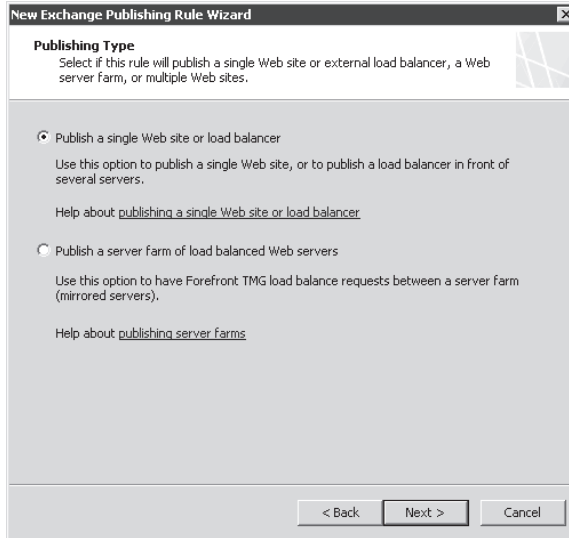 New Exchange Publishing Rule Wizard
Publishing Type
Select if this rule will publish a single Web site or external load balancer, a Web
server farm, or multiple Web sites.
Publish a single Web site or load balancer
Use this option to publish a single Web site, or to publish a load balancer in front of
several servers.
Help about publishing a single Web site or load balancer
Publish a server farm of load balanced Web servers
Use this option to have Forefront TMG load balance requests between a server farm
(mirrored servers).
Help about publishing server farms
< Back Next > Cancel